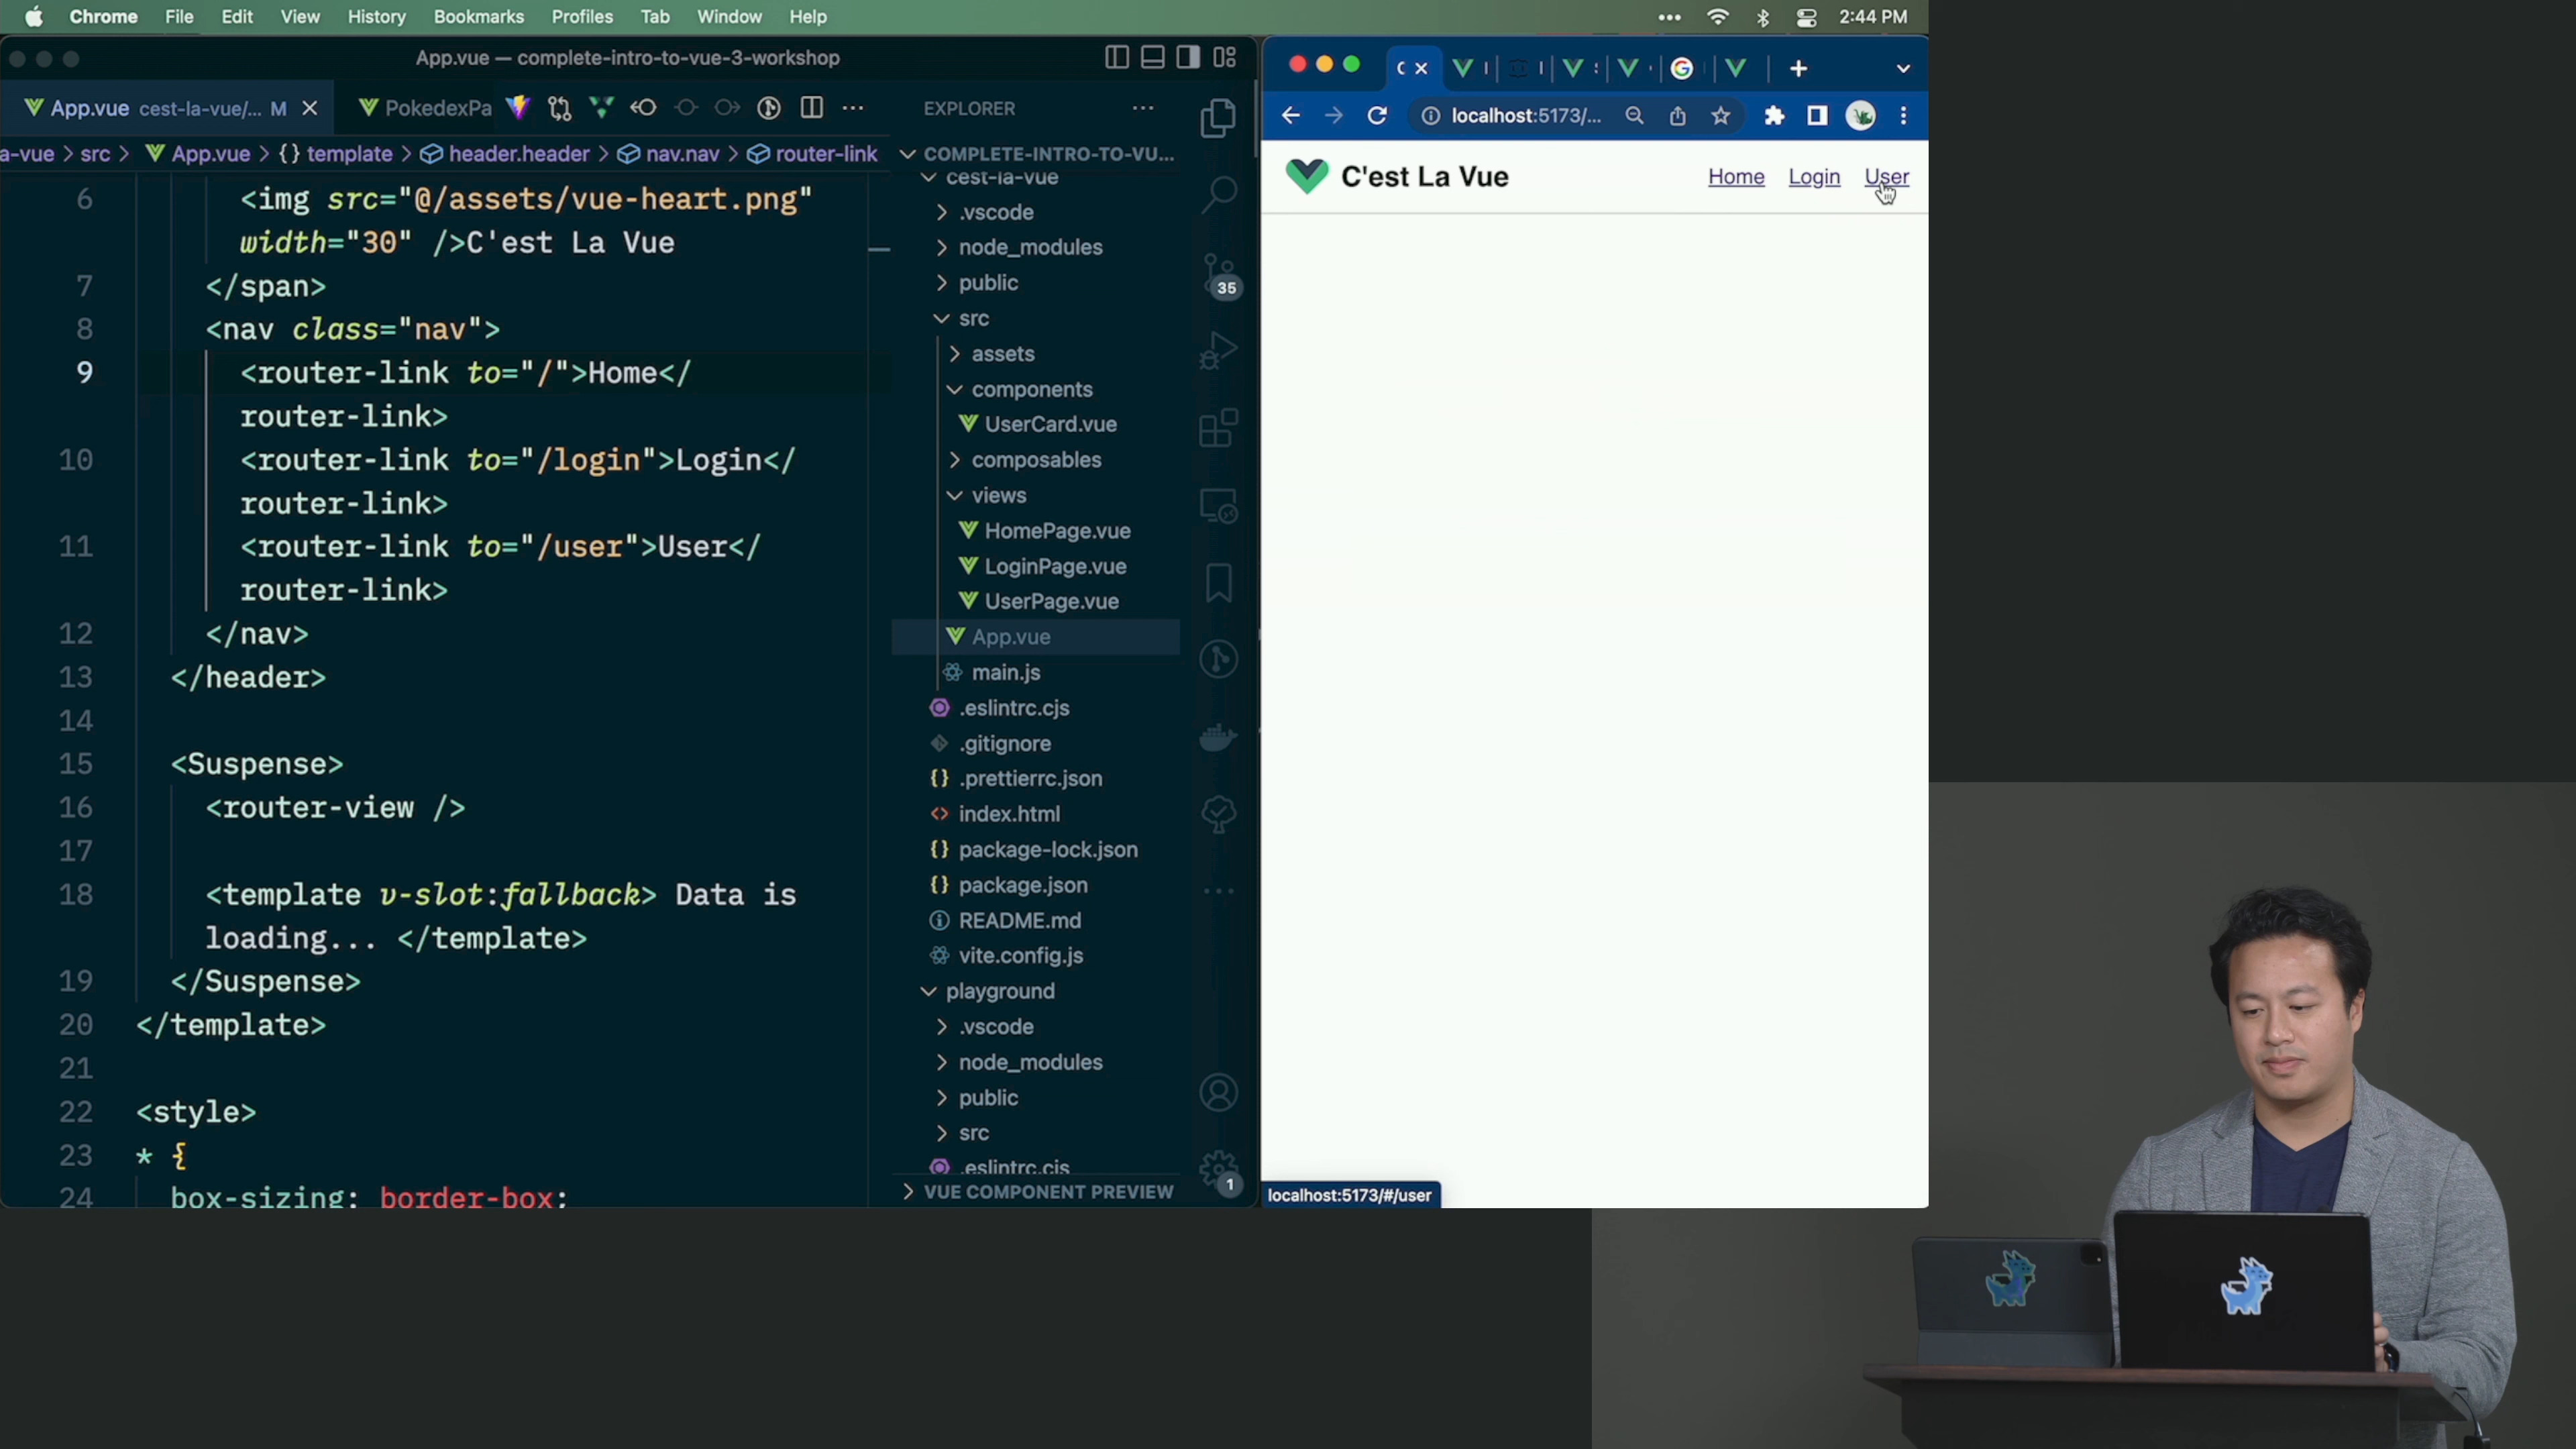 Chrome File Edit View History Bookmarks Profiles Tab Window Help
2:44 PM
App.vue — complete-intro-to-vue-3-workshop
App.vue cest-la-vue/... M
PokedexPa
a-vue > src > App.vue > {} template > header.header > nav.nav > router-link
6 <img src="@/assets/vue-heart.png"
width="30" />C'est La Vue
7 </span>
8 <nav class="nav">
9 <router-link to="/">Home</
router-link>
10 <router-link to="/login">Login</
router-link>
11 <router-link to="/user">User</
router-link>
12 </nav>
13 </header>
14
15 <Suspense>
16 <router-view />
17
18 <template v-slot:fallback> Data is
loading... </template>
19 </Suspense>
20 </template>
21
22 <style>
23 * {
24 box-sizing: border-box;
EXPLORER
COMPLETE-INTRO-TO-VU...
cest-la-vue
.vscode
node_modules
public
src
assets
components
UserCard.vue
composables
views
HomePage.vue
LoginPage.vue
UserPage.vue
App.vue
main.js
.eslintrc.cjs
.gitignore
.prettierrc.json
index.html
package-lock.json
package.json
README.md
vite.config.js
playground
.vscode
node_modules
public
src
.eslintrc.cjs
VUE COMPONENT PREVIEW
35
1
localhost:5173/...
C'est La Vue
Home Login User
localhost:5173/#/user